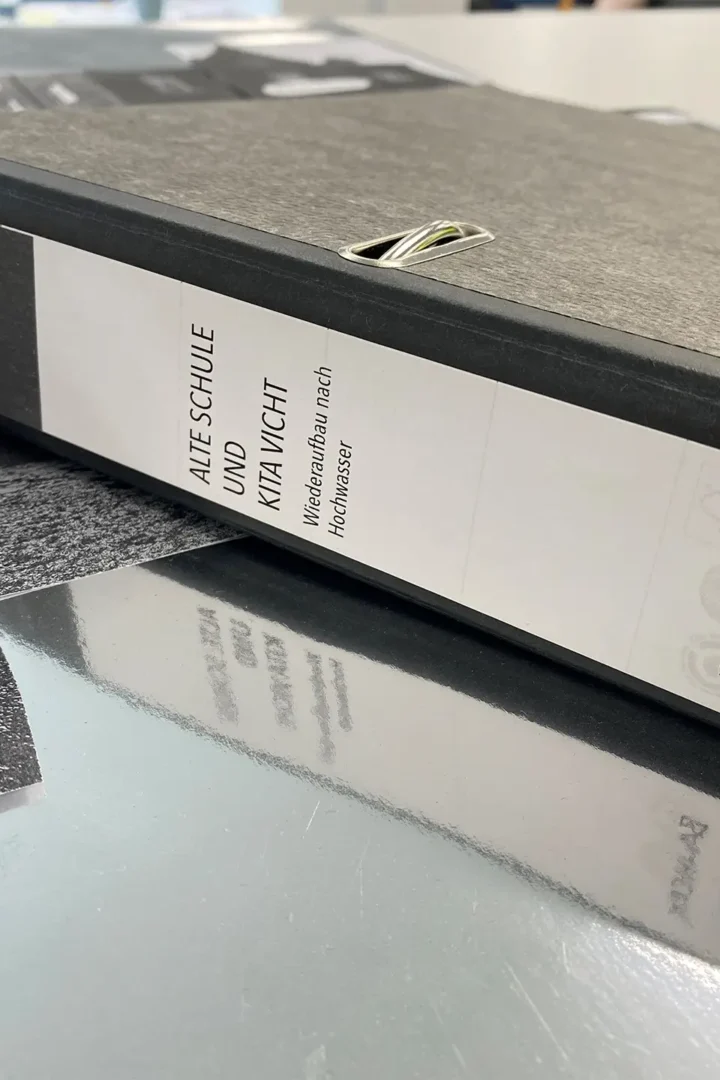 ALTE SCHULE
UND
KITA VICHT
Wiederaufbau nach
Hochwasser